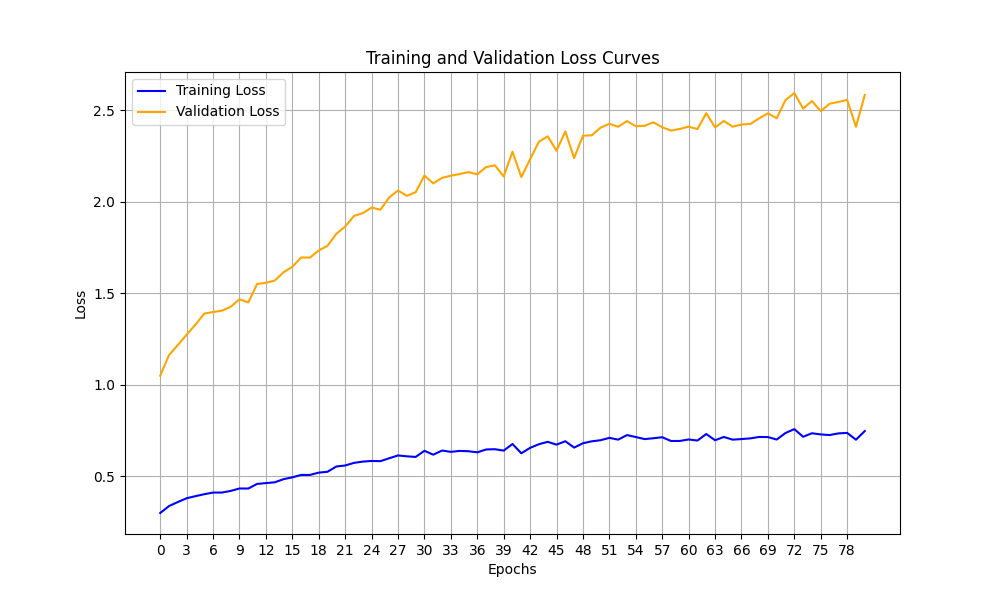 Training and Validation Loss Curves
Training Loss
Validation Loss
2.5
2.0
1.5
1.0
0.5
Loss
0 3 6 9 12 15 18 21 24 27 30 33 36 39 42 45 48 51 54 57 60 63 66 69 72 75 78
Epochs